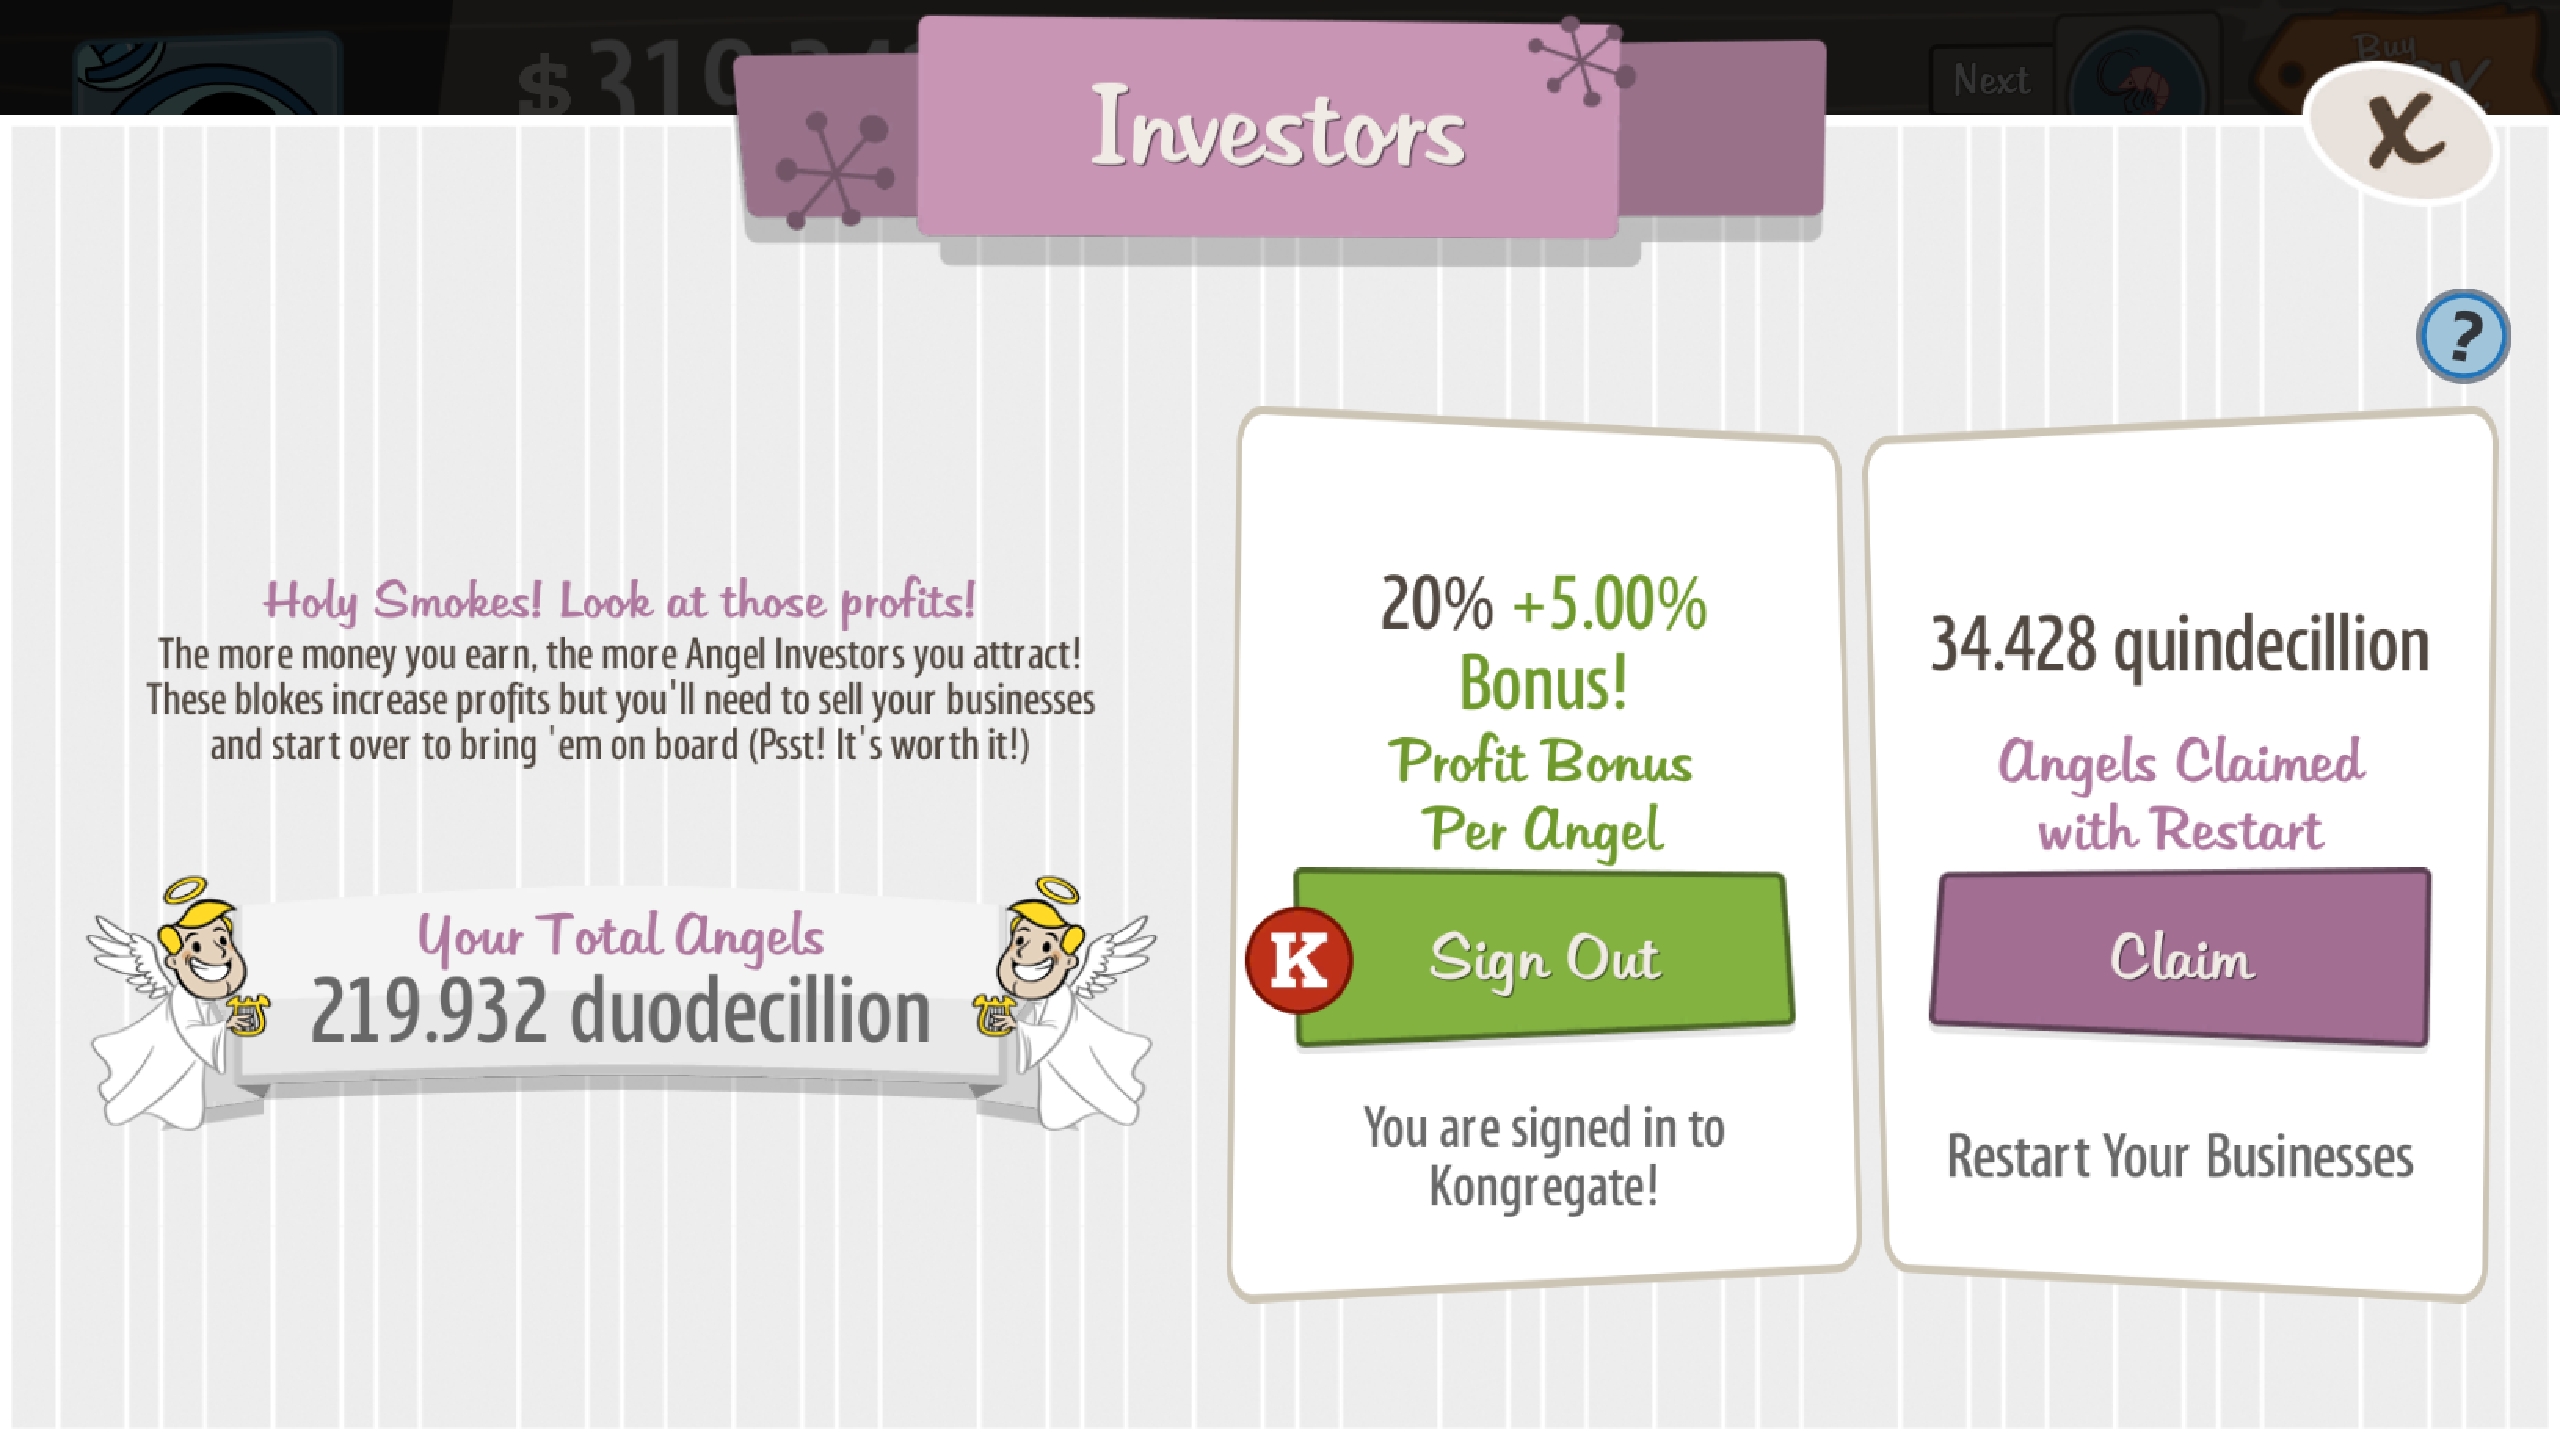 Investors
Next
Buy
X
?
Holy Smokes! Look at those profits!
The more money you earn, the more Angel Investors you attract!
These blokes increase profits but you'll need to sell your businesses
and start over to bring 'em on board (Psst! It's worth it!)
Your Total Angels
219.932 duodecillion
20% +5.00%
Bonus!
Profit Bonus
Per Angel
K
Sign Out
You are signed in to
Kongregate!
34.428 quindecillion
Angels Claimed
with Restart
Claim
Restart Your Businesses